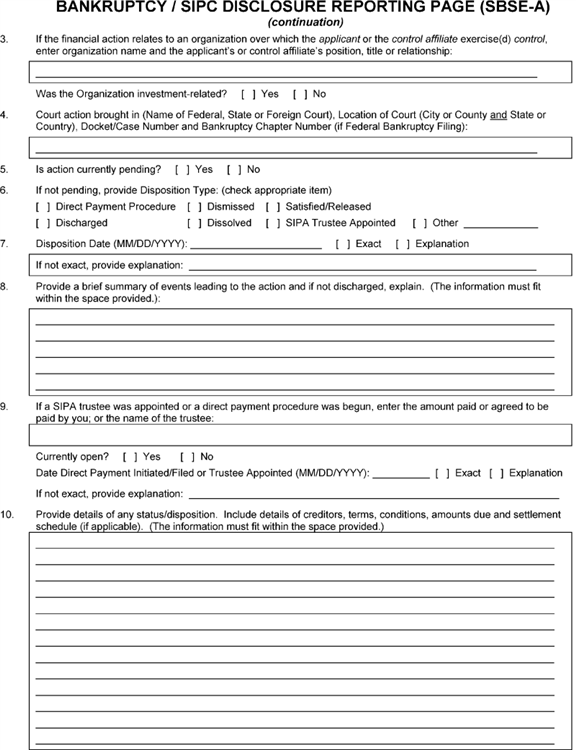 BANKRUPTCY / SIPC DISCLOSURE REPORTING PAGE (SBSE-A)
(continuation)
3. If the financial action relates to an organization over which the applicant or the control affiliate exercise(d) control,
enter organization name and the applicant's or control affiliate's position, title or relationship:
Was the Organization investment-related? [ ] Yes [ ] No
4. Court action brought in (Name of Federal, State or Foreign Court), Location of Court (City or County and State or
Country), Docket/Case Number and Bankruptcy Chapter Number (if Federal Bankruptcy Filing):
5. Is action currently pending? [ ] Yes [ ] No
6. If not pending, provide Disposition Type: (check appropriate item)
[ ] Direct Payment Procedure [ ] Dismissed [ ] Satisfied/Released
[ ] Discharged [ ] Dissolved [ ] SIPA Trustee Appointed [ ] Other
7. Disposition Date (MM/DD/YYYY): [ ] Exact [ ] Explanation
If not exact, provide explanation:
8. Provide a brief summary of events leading to the action and if not discharged, explain. (The information must fit
within the space provided.):
9. If a SIPA trustee was appointed or a direct payment procedure was begun, enter the amount paid or agreed to be
paid by you; or the name of the trustee:
Currently open? [ ] Yes [ ] No
Date Direct Payment Initiated/Filed or Trustee Appointed (MM/DD/YYYY): [ ] Exact [ ] Explanation
If not exact, provide explanation:
10. Provide details of any status/disposition. Include details of creditors, terms, conditions, amounts due and settlement
schedule (if applicable). (The information must fit within the space provided.)